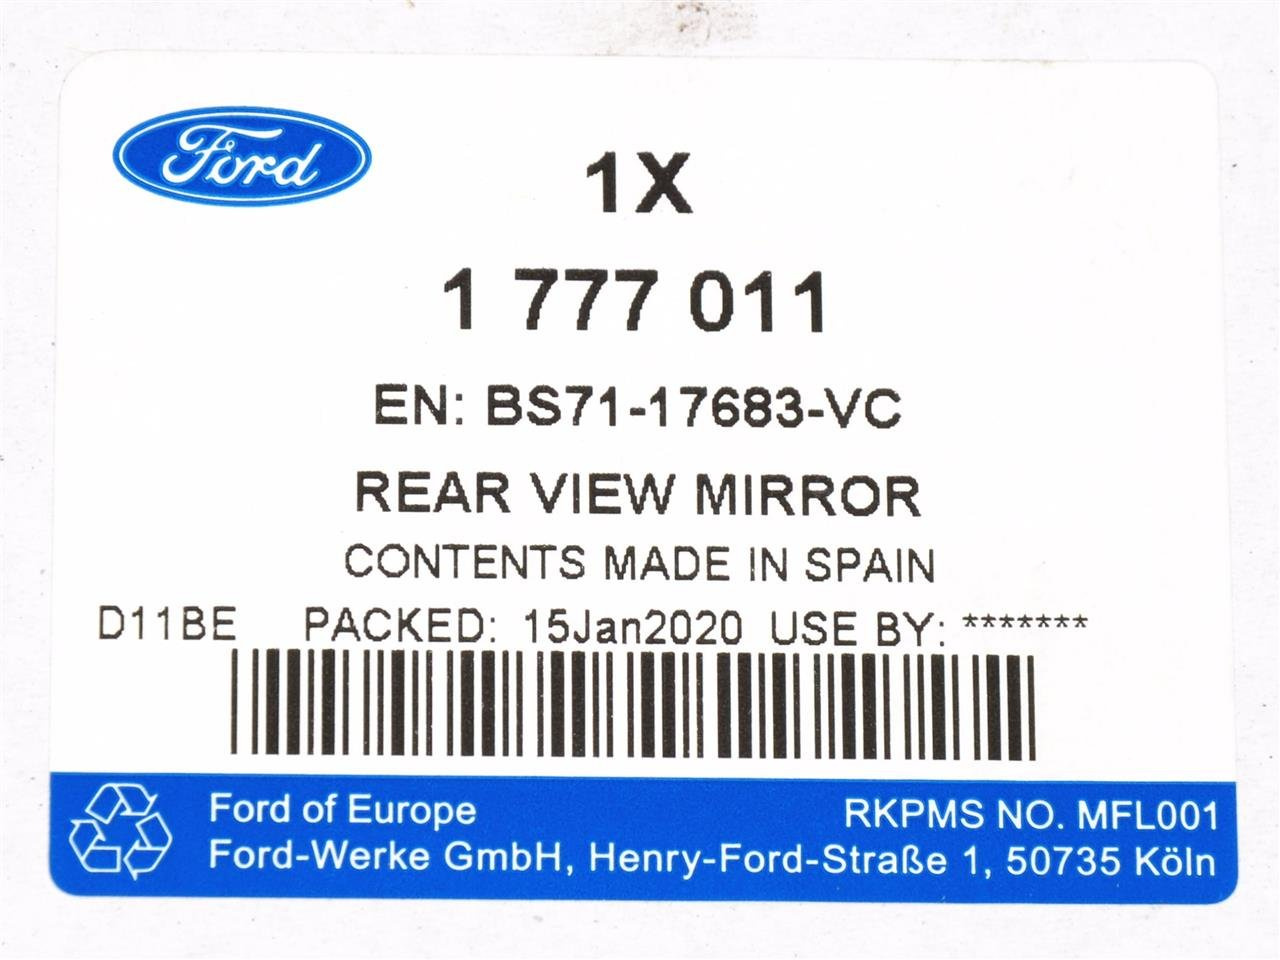 Ford
1X
1 777 011
EN: BS71-17683-VC
REAR VIEW MIRROR
CONTENTS MADE IN SPAIN
D11BE PACKED: 15Jan2020 USE BY: *******
Ford of Europe RKPMS NO. MFL001
Ford-Werke GmbH, Henry-Ford-Straße 1, 50735 Köln